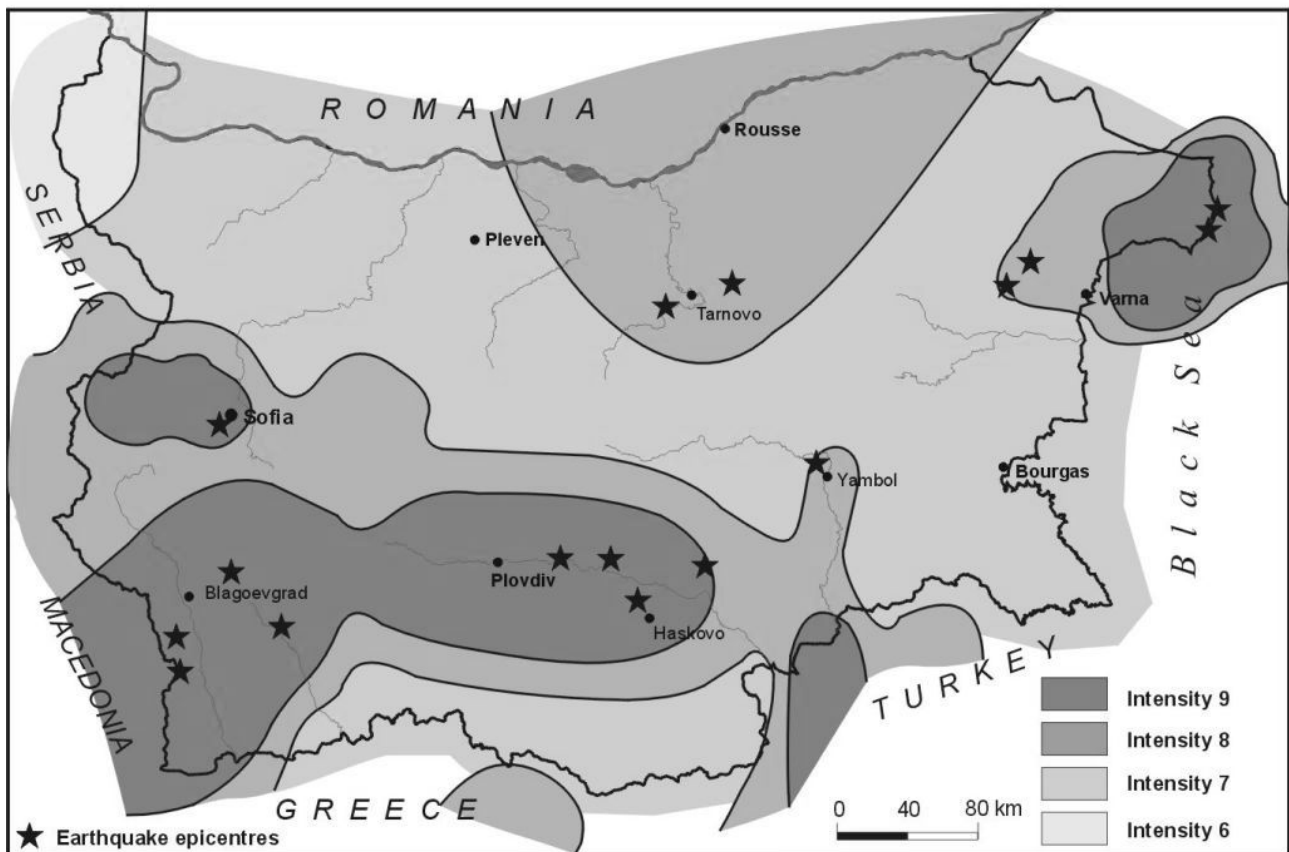 ROMANIA
Rousse
SERBIA
Pleven
Tarnovo
Varna
Black Sea
Sofia
Yambol
Bourgas
Plovdiv
Blagoevgrad
Haskovo
MACEDONIA
TURKEY
GREECE
Intensity 9
Intensity 8
Intensity 7
Intensity 6
0 40 80 km
Earthquake epicentres